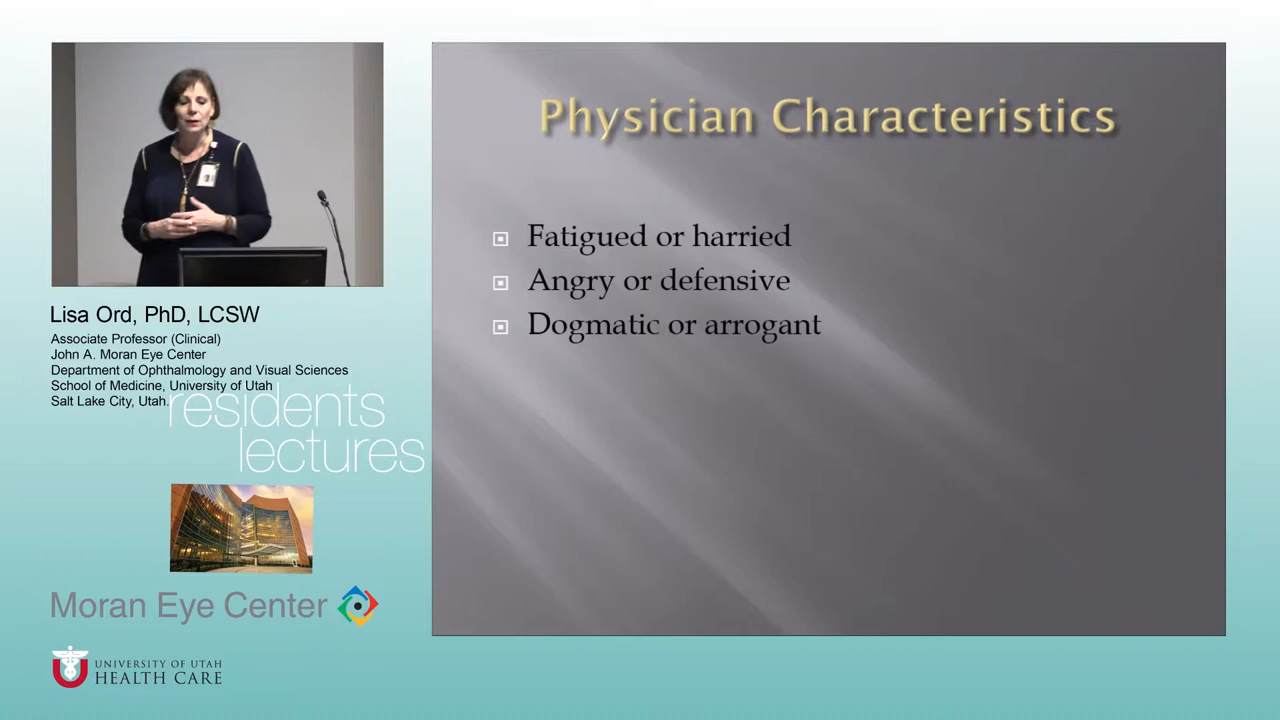 Physician Characteristics
Fatigued or harried
Angry or defensive
Dogmatic or arrogant
Lisa Ord, PhD, LCSW
Associate Professor (Clinical)
John A. Moran Eye Center
Department of Ophthalmology and Visual Sciences
School of Medicine, University of Utah
Salt Lake City, Utah.
residents
lectures
Moran Eye Center
UNIVERSITY OF UTAH
HEALTH CARE